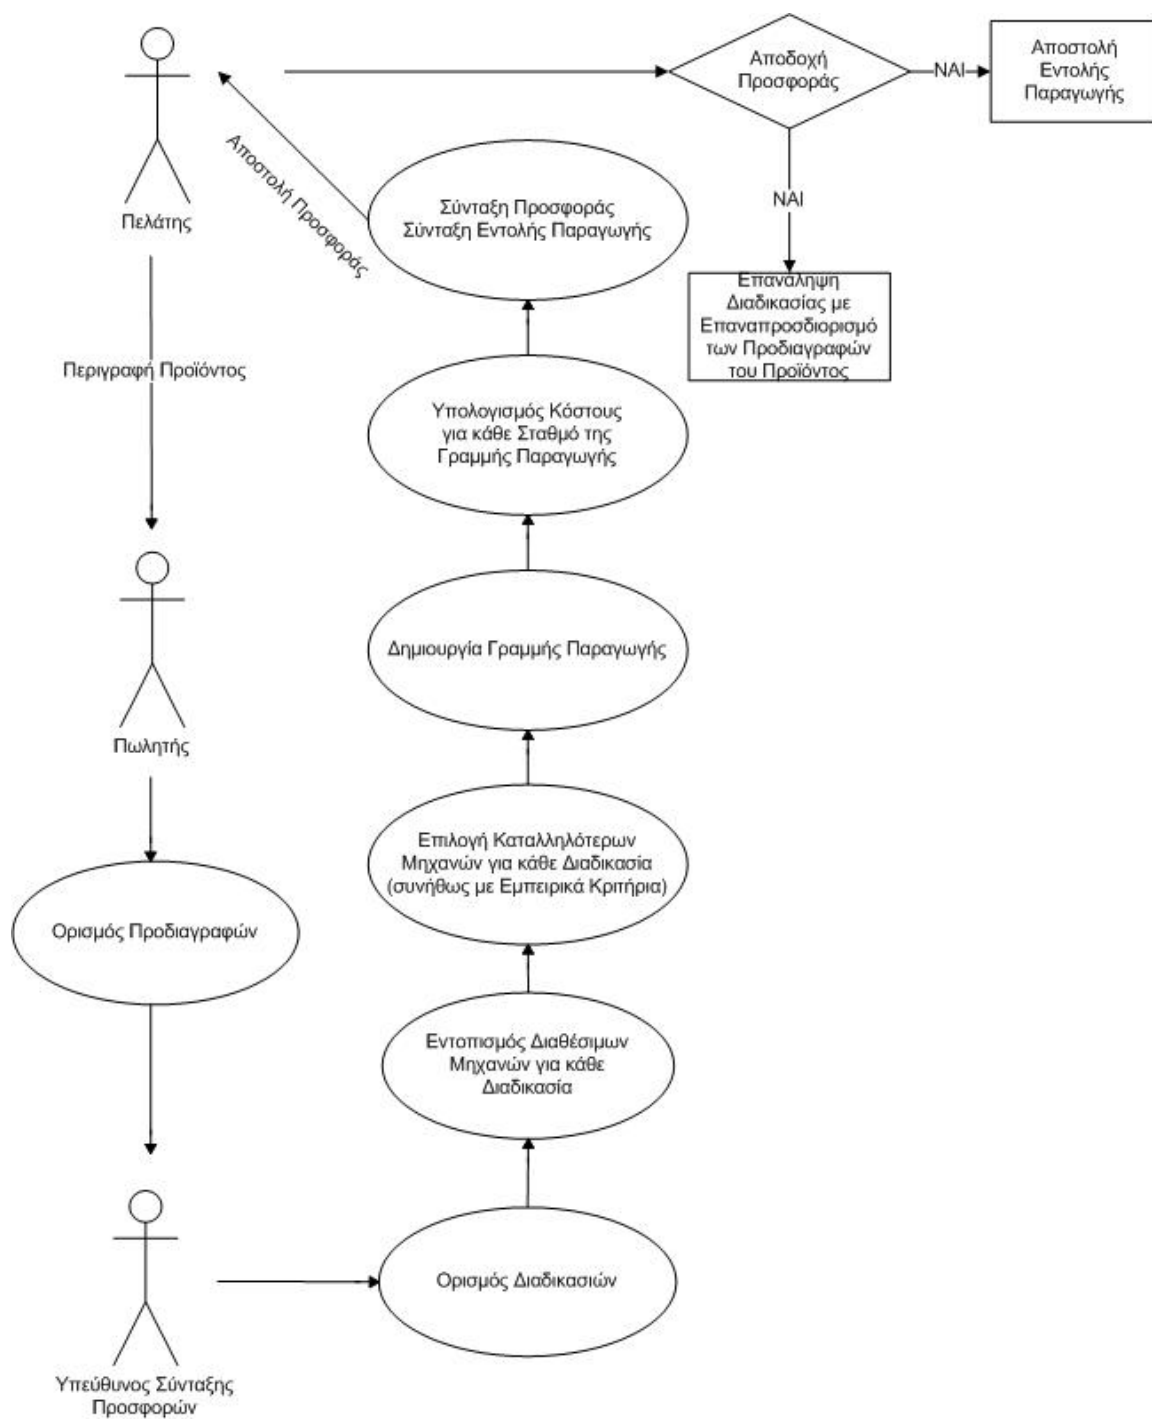 Αποδοχή
Προσφοράς
ΝΑΙ
Αποστολή
Εντολής
Παραγωγής
ΝΑΙ
Επανάληψη
Διαδικασίας με
Επαναπροσδιορισμό
των Προδιαγραφών
του Προϊόντος
Πελάτης
Αποστολή Προσφοράς
Σύνταξη Προσφοράς
Σύνταξη Εντολής Παραγωγής
Περιγραφή Προϊόντος
Υπολογισμός Κόστους
για κάθε Σταθμό της
Γραμμής Παραγωγής
Δημιουργία Γραμμής Παραγωγής
Πωλητής
Επιλογή Καταλληλότερων
Μηχανών για κάθε Διαδικασία
(συνήθως με Εμπειρικά Κριτήρια)
Ορισμός Προδιαγραφών
Εντοπισμός Διαθέσιμων
Μηχανών για κάθε
Διαδικασία
Ορισμός Διαδικασιών
Υπεύθυνος Σύνταξης
Προσφορών